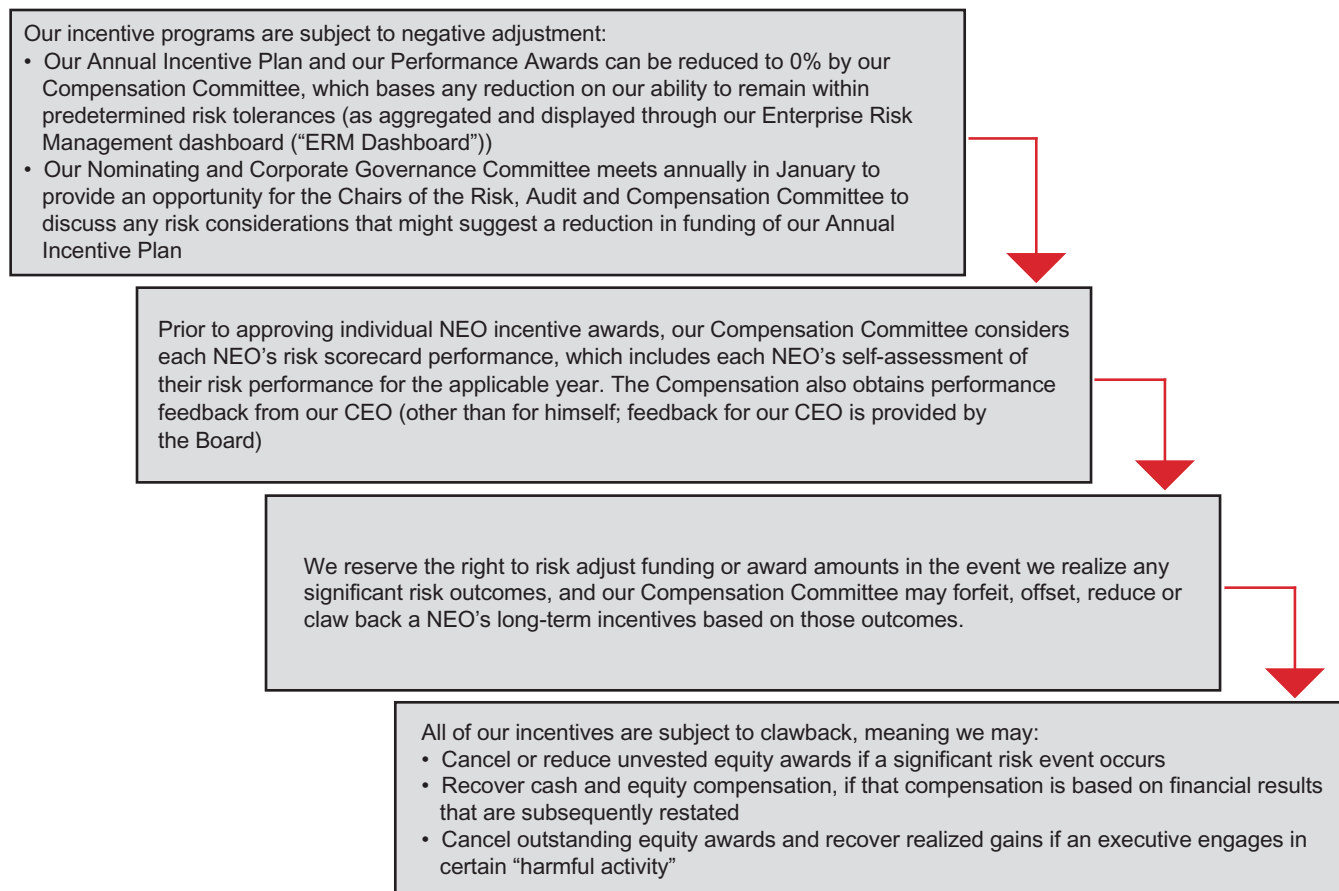 Our incentive programs are subject to negative adjustment:
• Our Annual Incentive Plan and our Performance Awards can be reduced to 0% by our
Compensation Committee, which bases any reduction on our ability to remain within
predetermined risk tolerances (as aggregated and displayed through our Enterprise Risk
Management dashboard (“ERM Dashboard”))
• Our Nominating and Corporate Governance Committee meets annually in January to
provide an opportunity for the Chairs of the Risk, Audit and Compensation Committee to
discuss any risk considerations that might suggest a reduction in funding of our Annual
Incentive Plan
Prior to approving individual NEO incentive awards, our Compensation Committee considers
each NEO’s risk scorecard performance, which includes each NEO’s self-assessment of
their risk performance for the applicable year. The Compensation also obtains performance
feedback from our CEO (other than for himself; feedback for our CEO is provided by
the Board)
We reserve the right to risk adjust funding or award amounts in the event we realize any
significant risk outcomes, and our Compensation Committee may forfeit, offset, reduce or
claw back a NEO’s long-term incentives based on those outcomes.
All of our incentives are subject to clawback, meaning we may:
• Cancel or reduce unvested equity awards if a significant risk event occurs
• Recover cash and equity compensation, if that compensation is based on financial results
that are subsequently restated
• Cancel outstanding equity awards and recover realized gains if an executive engages in
certain “harmful activity”